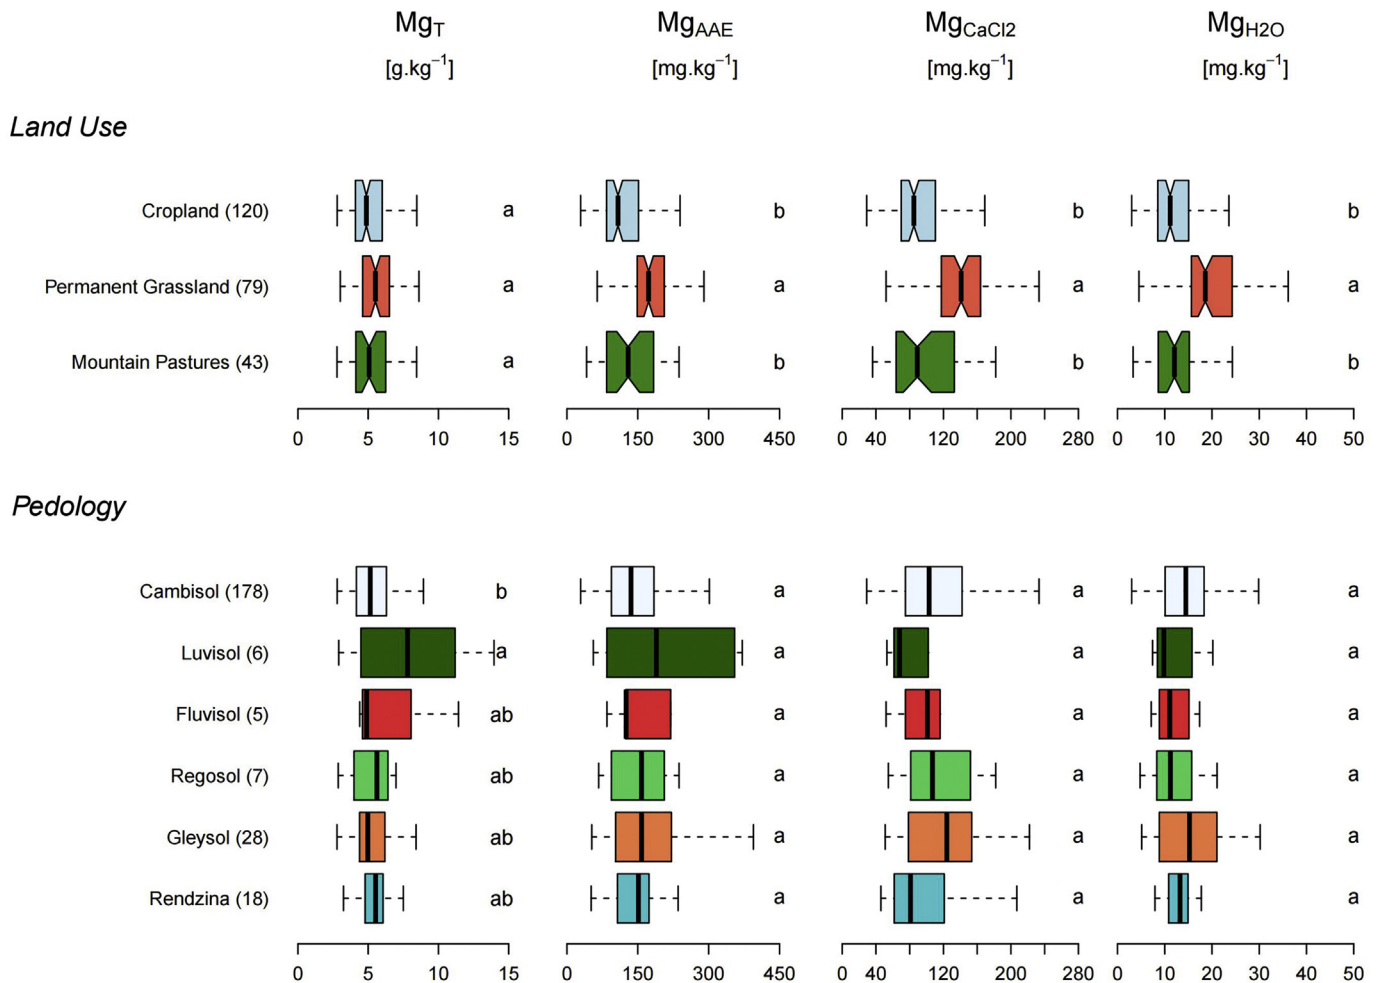 Mg_T Mg_AAE Mg_CaCl2 Mg_H2O
[g.kg⁻¹] [mg.kg⁻¹] [mg.kg⁻¹] [mg.kg⁻¹]
Land Use
Cropland (120) a b b b
Permanent Grassland (79) a a a a
Mountain Pastures (43) a b b b
0 5 10 15 0 150 300 450 0 40 120 200 280 0 10 20 30 40 50
Pedology
Cambisol (178) b a a a
Luvisol (6) a a a a
Fluvisol (5) ab a a a
Regosol (7) ab a a a
Gleysol (28) ab a a a
Rendzina (18) ab a a a
0 5 10 15 0 150 300 450 0 40 120 200 280 0 10 20 30 40 50